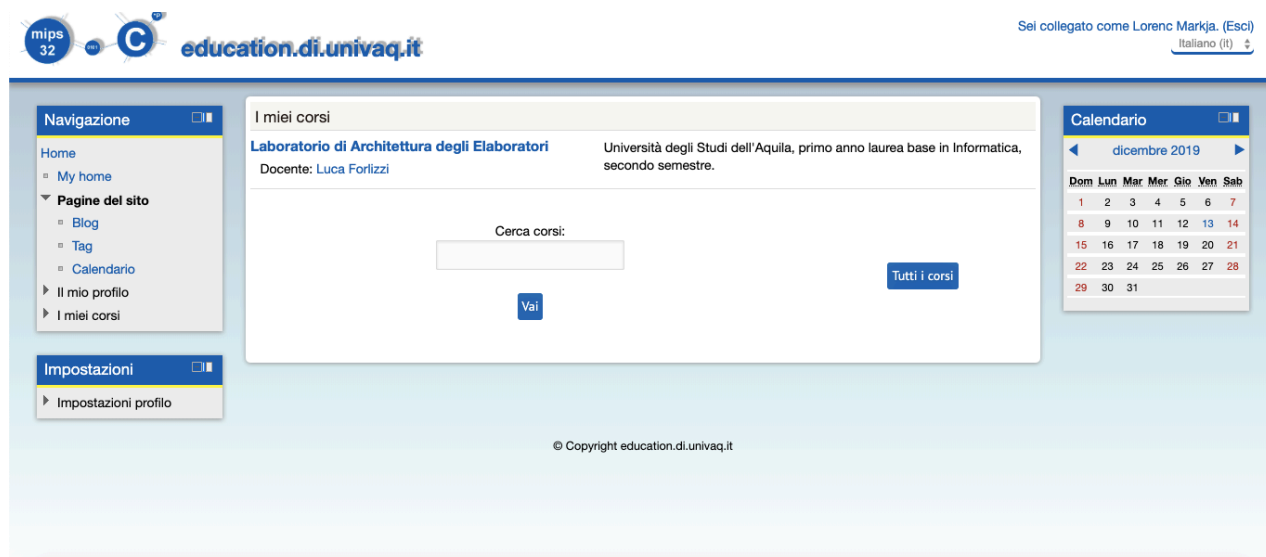 mips
32
001
C
education.di.univaq.it
Sei collegato come Lorenc Markja. (Esci)
Italiano (it)
Navigazione
Home
My home
Pagine del sito
Blog
Tag
Calendario
Il mio profilo
I miei corsi
Impostazioni
Impostazioni profilo
I miei corsi
Laboratorio di Architettura degli Elaboratori
Docente: Luca Forlizzi
Università degli Studi dell'Aquila, primo anno laurea base in Informatica,
secondo semestre.
Cerca corsi:
Vai
Tutti i corsi
Calendario
dicembre 2019
Dom Lun Mar Mer Gio Ven Sab
1 2 3 4 5 6 7
8 9 10 11 12 13 14
15 16 17 18 19 20 21
22 23 24 25 26 27 28
29 30 31
© Copyright education.di.univaq.it